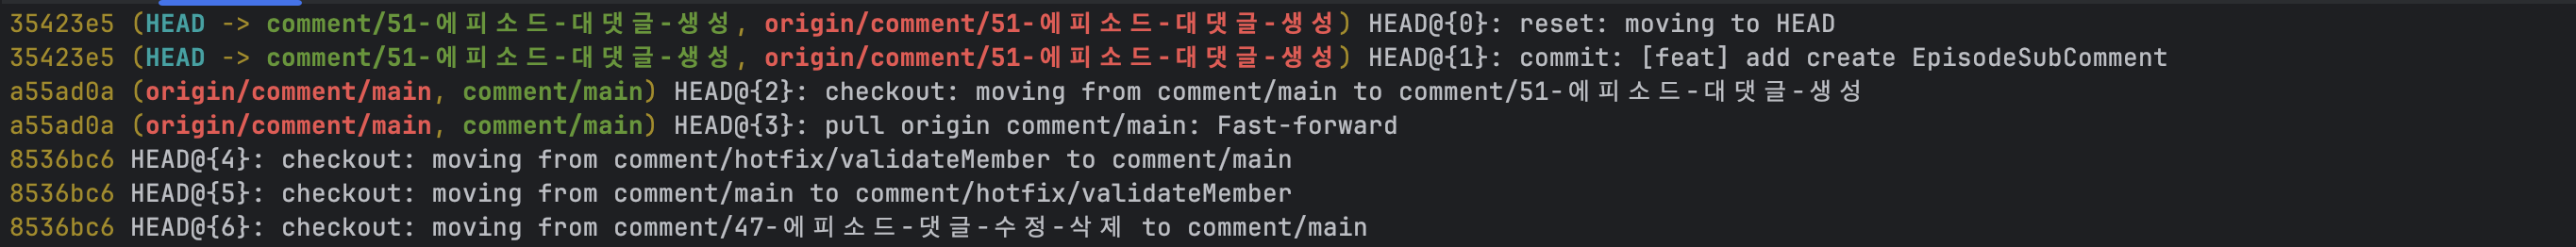 35423e5 (HEAD -> comment/51-에피소드-대댓글-생성, origin/comment/51-에피소드-대댓글-생성) HEAD@{0}: reset: moving to HEAD
35423e5 (HEAD -> comment/51-에피소드-대댓글-생성, origin/comment/51-에피소드-대댓글-생성) HEAD@{1}: commit: [feat] add create EpisodeSubComment
a55ad0a (origin/comment/main, comment/main) HEAD@{2}: checkout: moving from comment/main to comment/51-에피소드-대댓글-생성
a55ad0a (origin/comment/main, comment/main) HEAD@{3}: pull origin comment/main: Fast-forward
8536bc6 HEAD@{4}: checkout: moving from comment/hotfix/validateMember to comment/main
8536bc6 HEAD@{5}: checkout: moving from comment/main to comment/hotfix/validateMember
8536bc6 HEAD@{6}: checkout: moving from comment/47-에피소드-댓글-수정-삭제 to comment/main